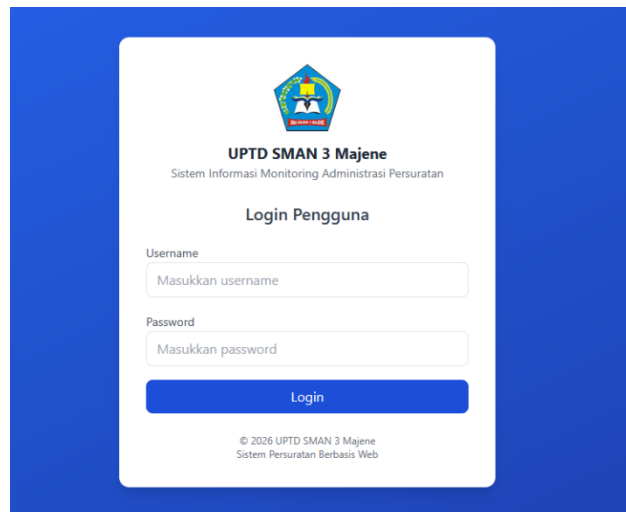 UPTD SMAN 3 Majene
Sistem Informasi Monitoring Administrasi Persuratan
Login Pengguna
Username
Masukkan username
Password
Masukkan password
Login
© 2026 UPTD SMAN 3 Majene
Sistem Persuratan Berbasis Web